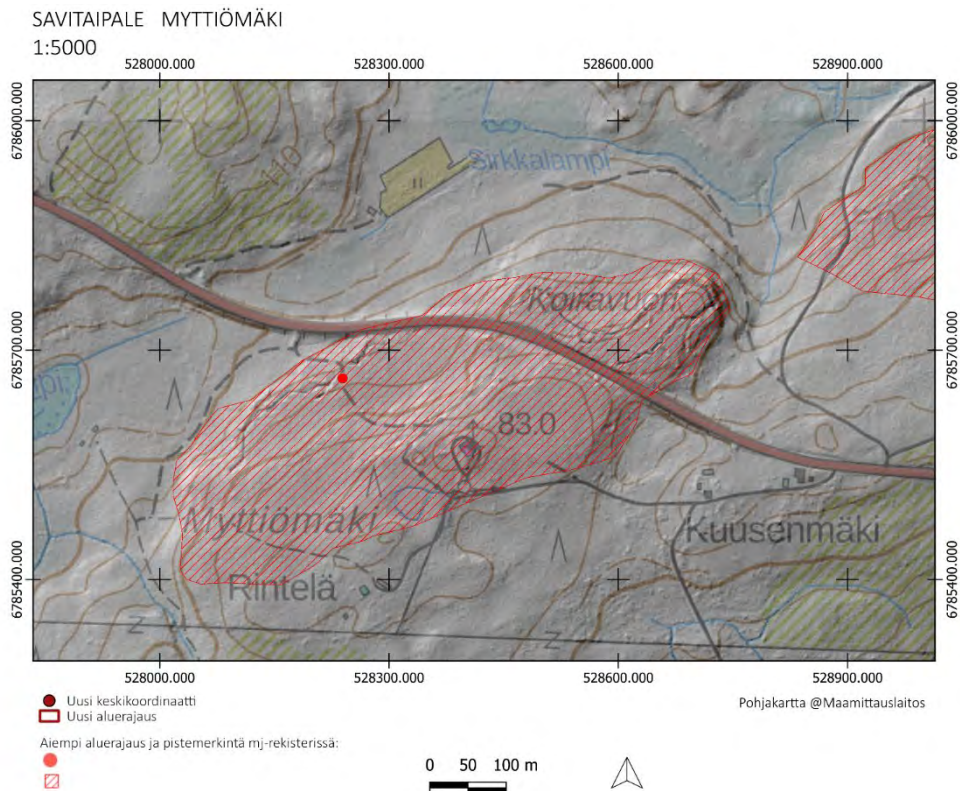 SAVITAIPALE MYTTIÖMÄKI
1:5000
528000.000 528300.000 528600.000 528900.000
6786000.000 6786000.000
110
Sirkkalampi
Koiravuori
6785700.000 6785700.000
83.0
Myttiömäki
Kuusenmäki
6785400.000 6785400.000
Rintelä
Z Z
528000.000 528300.000 528600.000 528900.000
Uusi keskikoordinaatti
Uusi aluerajaus
Pohjakartta @Maamittauslaitos
Aiempi aluerajaus ja pistemerkintä mj-rekisterissä:
0 50 100 m